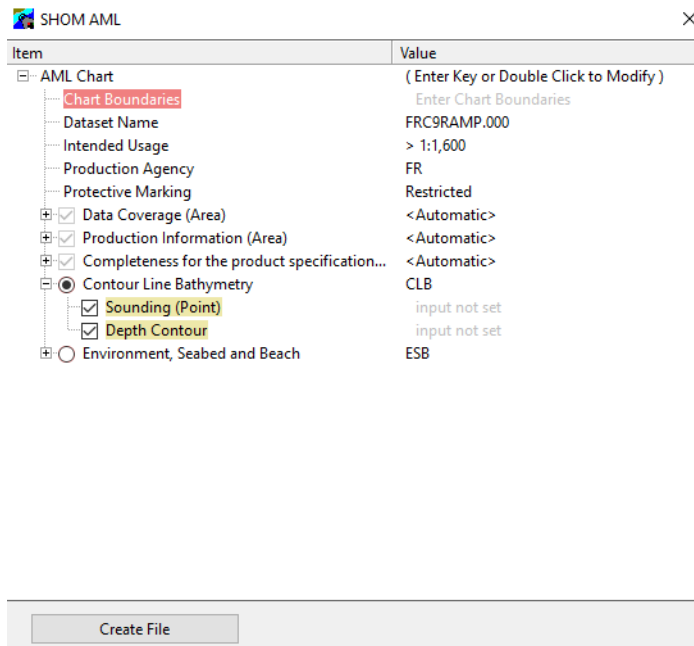 SHOM AML
Item Value
AML Chart ( Enter Key or Double Click to Modify )
Chart Boundaries Enter Chart Boundaries
Dataset Name FRC9RAMP.000
Intended Usage > 1:1,600
Production Agency FR
Protective Marking Restricted
Data Coverage (Area) <Automatic>
Production Information (Area) <Automatic>
Completeness for the product specification... <Automatic>
Contour Line Bathymetry CLB
Sounding (Point) input not set
Depth Contour input not set
Environment, Seabed and Beach ESB
Create File